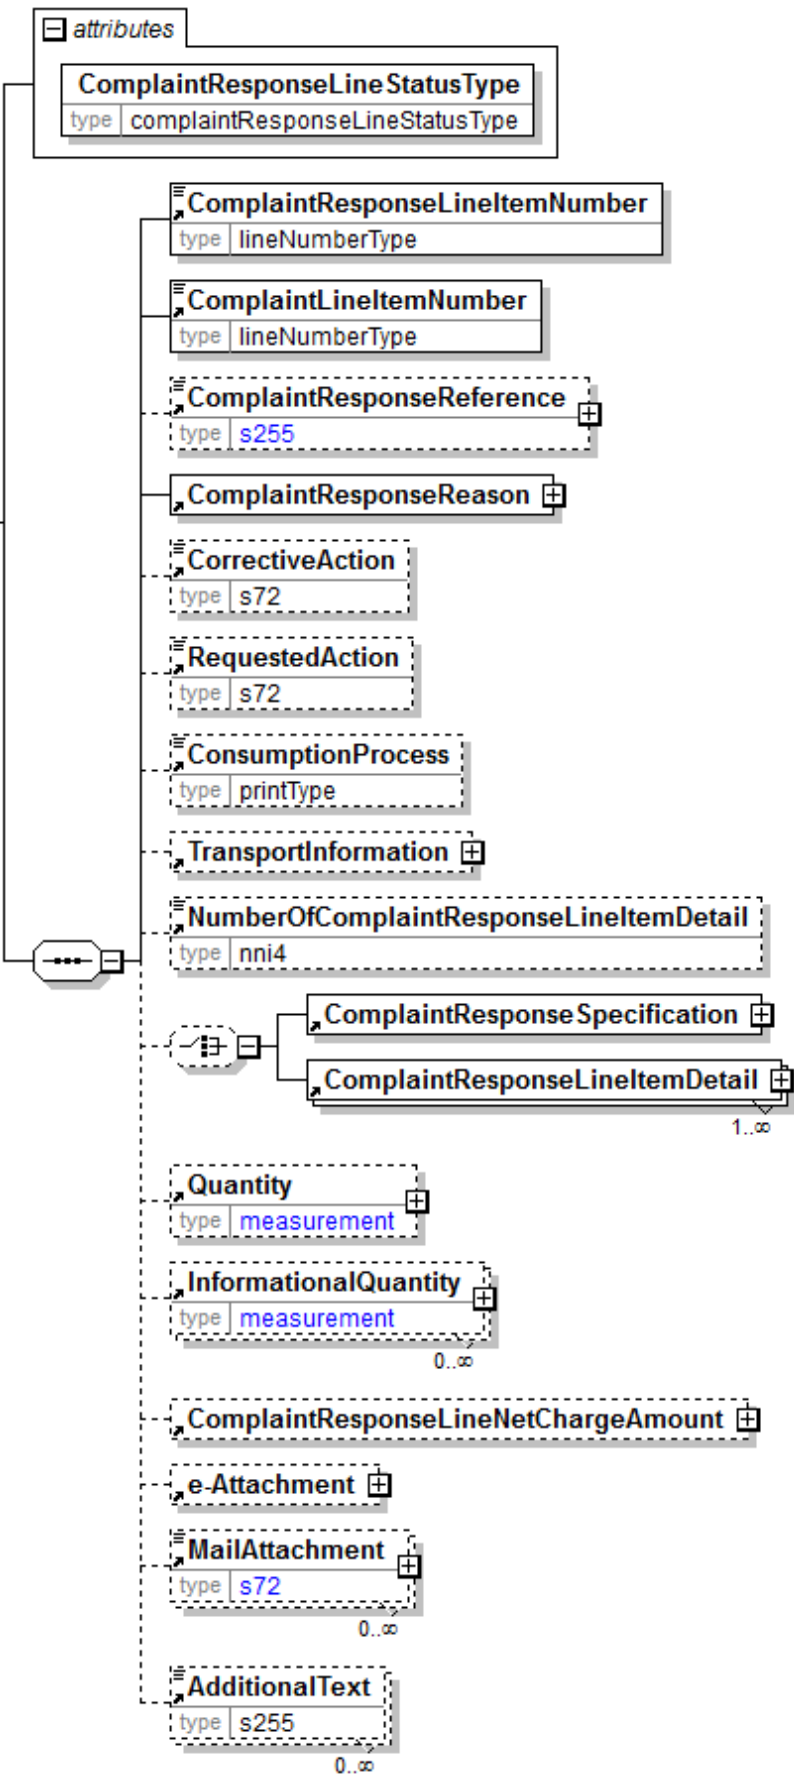 attributes
ComplaintResponseLineStatusType
type complaintResponseLineStatusType
ComplaintResponseLineItemNumber
type lineNumberType
ComplaintLineItemNumber
type lineNumberType
ComplaintResponseReference
type s255
ComplaintResponseReason
CorrectiveAction
type s72
RequestedAction
type s72
ConsumptionProcess
type printType
TransportInformation
NumberOfComplaintResponseLineItemDetail
type nni4
ComplaintResponseSpecification
ComplaintResponseLineItemDetail
1..∞
Quantity
type measurement
InformationalQuantity
type measurement
0..∞
ComplaintResponseLineNetChargeAmount
e-Attachment
MailAttachment
type s72
0..∞
AdditionalText
type s255
0..∞